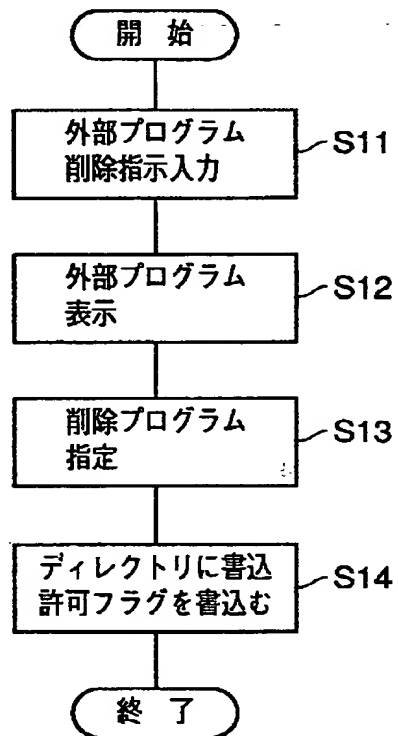 開 始
外部プログラム
削除指示入力
S11
外部プログラム
表示
S12
削除プログラム
指定
S13
ディレクトリに書込
許可フラグを書込む
S14
終 了